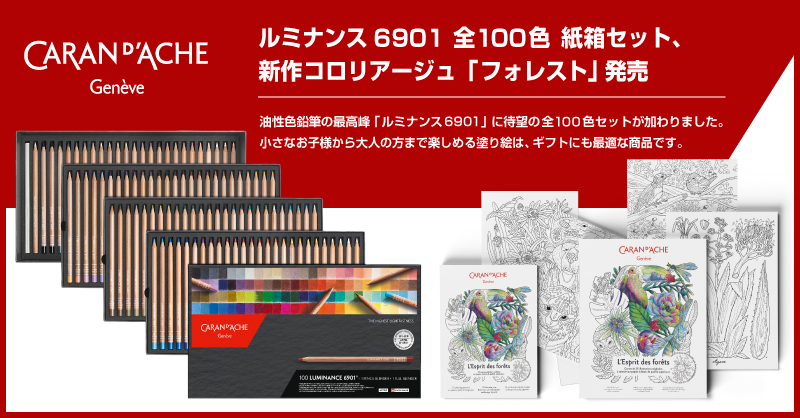 CARAN D'ACHE
Genève
ルミナンス 6901 全100色 紙箱セット、
新作コロリアージュ「フォレスト」発売
油性色鉛筆の最高峰「ルミナンス6901」に待望の全100色セットが加わりました。
小さなお子様から大人の方まで楽しめる塗り絵は、ギフトにも最適な商品です。
CARAN D'ACHE
Genève
100 LUMINANCE 6901
CARAN D'ACHE
Genève
L'Esprit des forêts
CARAN D'ACHE
Genève
L'Esprit des forêts